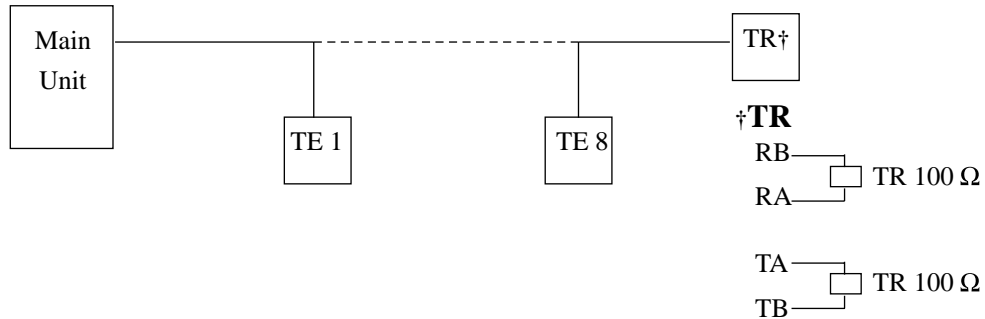 Main
Unit
TR†
TE 1
TE 8
†TR
RB
TR 100 Ω
RA
TA
TR 100 Ω
TB